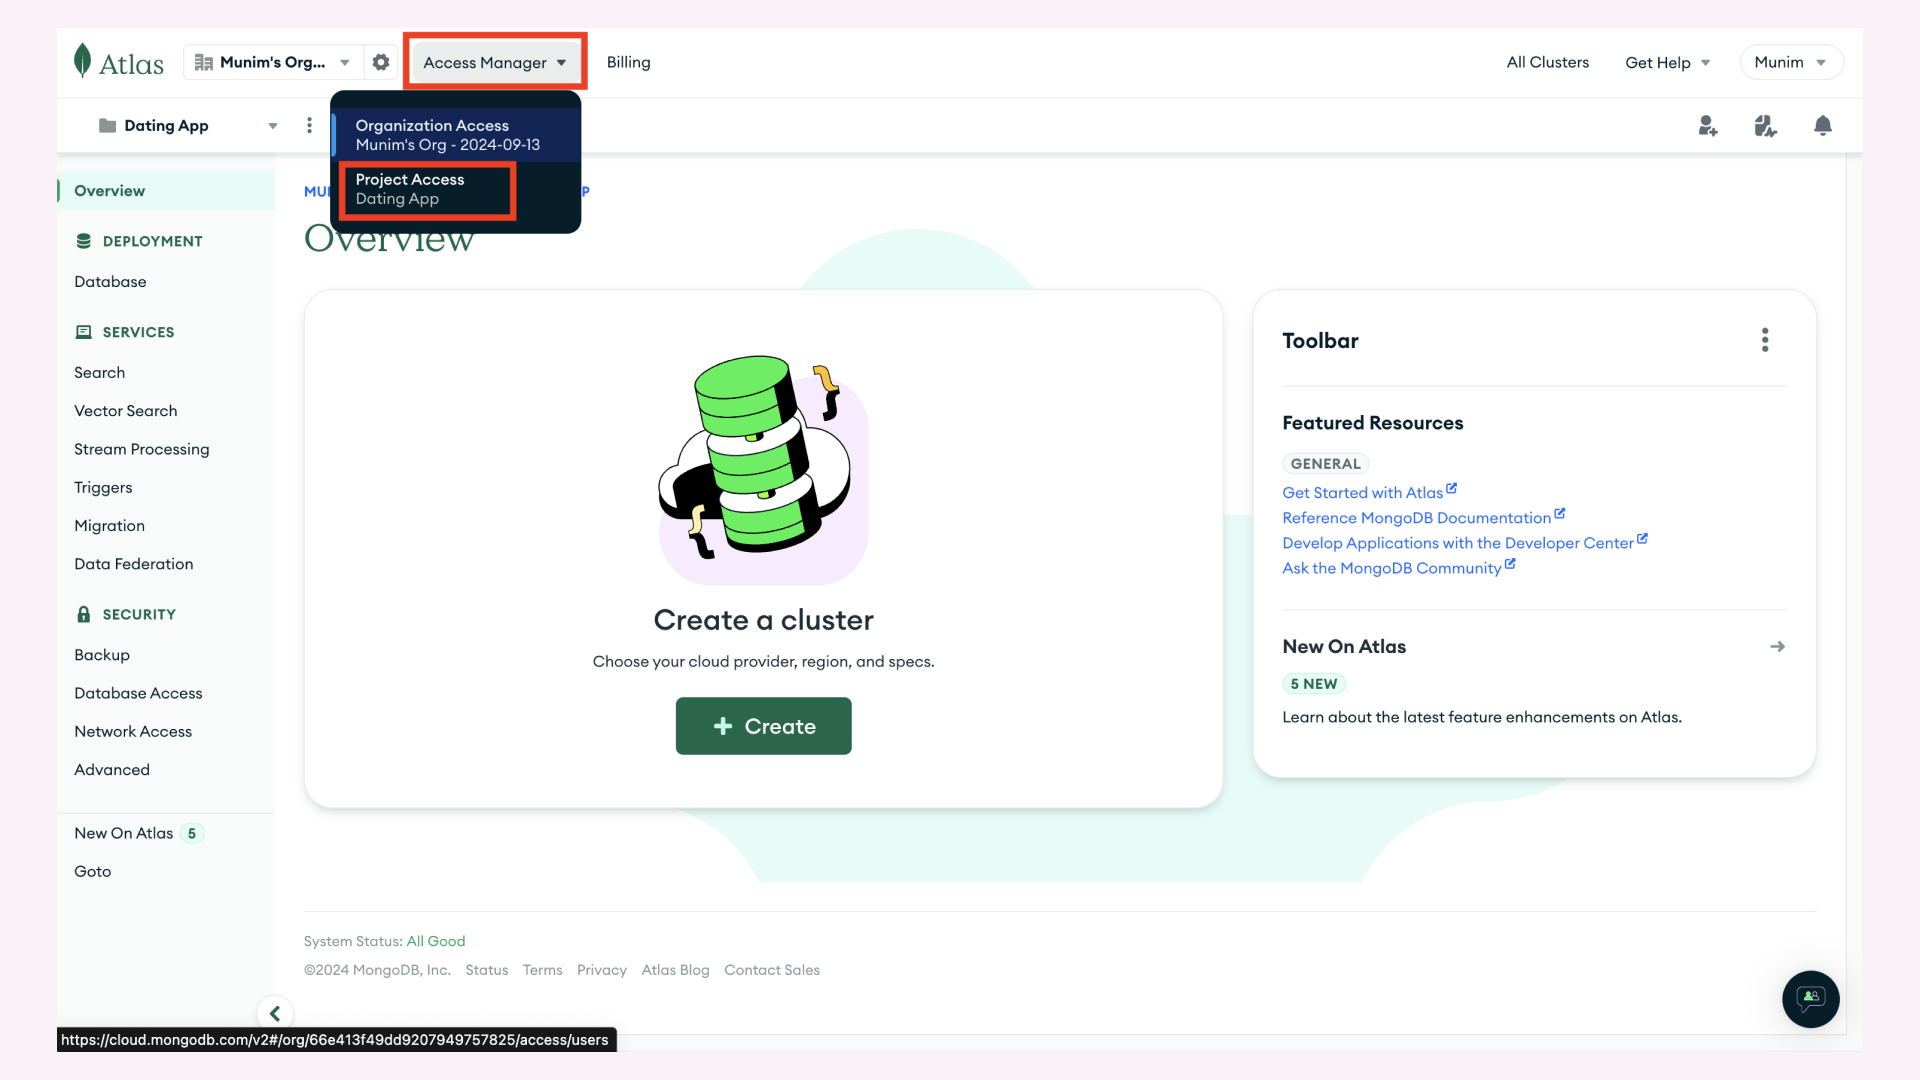 Atlas
Munim's Org...
Access Manager
Billing
All Clusters
Get Help
Munim
Dating App
Organization Access
Munim's Org - 2024-09-13
Project Access
Dating App
Overview
DEPLOYMENT
Database
SERVICES
Search
Vector Search
Stream Processing
Triggers
Migration
Data Federation
SECURITY
Backup
Database Access
Network Access
Advanced
New On Atlas 5
Goto
Overview
Create a cluster
Choose your cloud provider, region, and specs.
+ Create
Toolbar
Featured Resources
GENERAL
Get Started with Atlas
Reference MongoDB Documentation
Develop Applications with the Developer Center
Ask the MongoDB Community
New On Atlas
5 NEW
Learn about the latest feature enhancements on Atlas.
System Status: All Good
©2024 MongoDB, Inc. Status Terms Privacy Atlas Blog Contact Sales
https://cloud.mongodb.com/v2#/org/66e413f49dd9207949757825/access/users